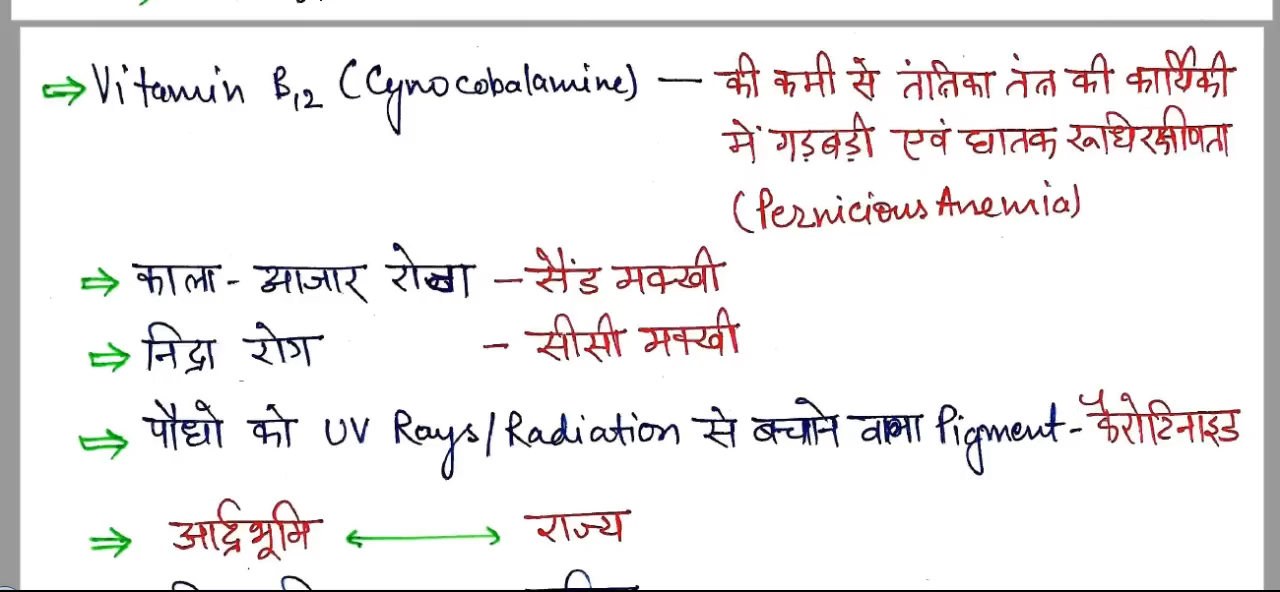 ⇒ Vitamin B12 (Cynocobalamine) — की कमी से तंत्रिका तंत्र की कार्यिकी
में गड़बड़ी एवं घातक रूधिरक्षीणता
(Pernicious Anemia)
⇒ काला - आजार रोग - सैंड मक्खी
⇒ निद्रा रोग - सीसी मक्खी
⇒ पौधो को UV Rays/Radiation से बचाने वाला Pigment - कैरोटिनाइड
⇒ आर्द्रभूमि ↔ राज्य